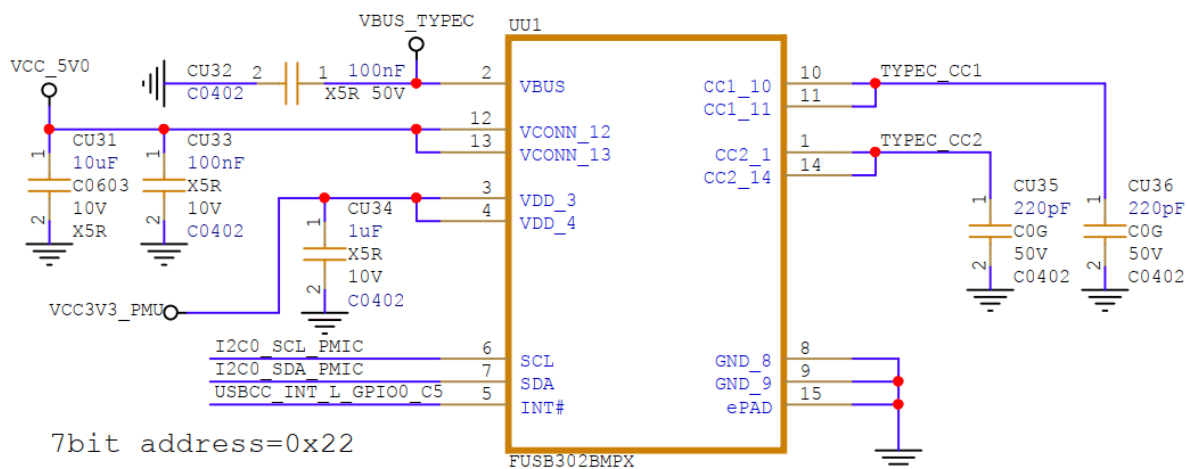 UU1
VBUS_TYPEC
VCC_5V0
CU32
C0402
2
1
100nF
X5R 50V
2
VBUS
12
VCONN_12
13
VCONN_13
CU31
10uF
C0603
10V
X5R
1
2
CU33
100nF
X5R
10V
C0402
1
2
3
VDD_3
4
VDD_4
CU34
1uF
X5R
10V
C0402
1
2
VCC3V3_PMU
I2C0_SCL_PMIC
6
SCL
I2C0_SDA_PMIC
7
SDA
USBCC_INT_L_GPIO0_C5
5
INT#
7bit address=0x22
CC1_10
10
TYPEC_CC1
CC1_11
11
CC2_1
1
TYPEC_CC2
CC2_14
14
CU35
220pF
C0G
50V
C0402
1
2
CU36
220pF
C0G
50V
C0402
1
2
GND_8
8
GND_9
9
ePAD
15
FUSB302BMPX